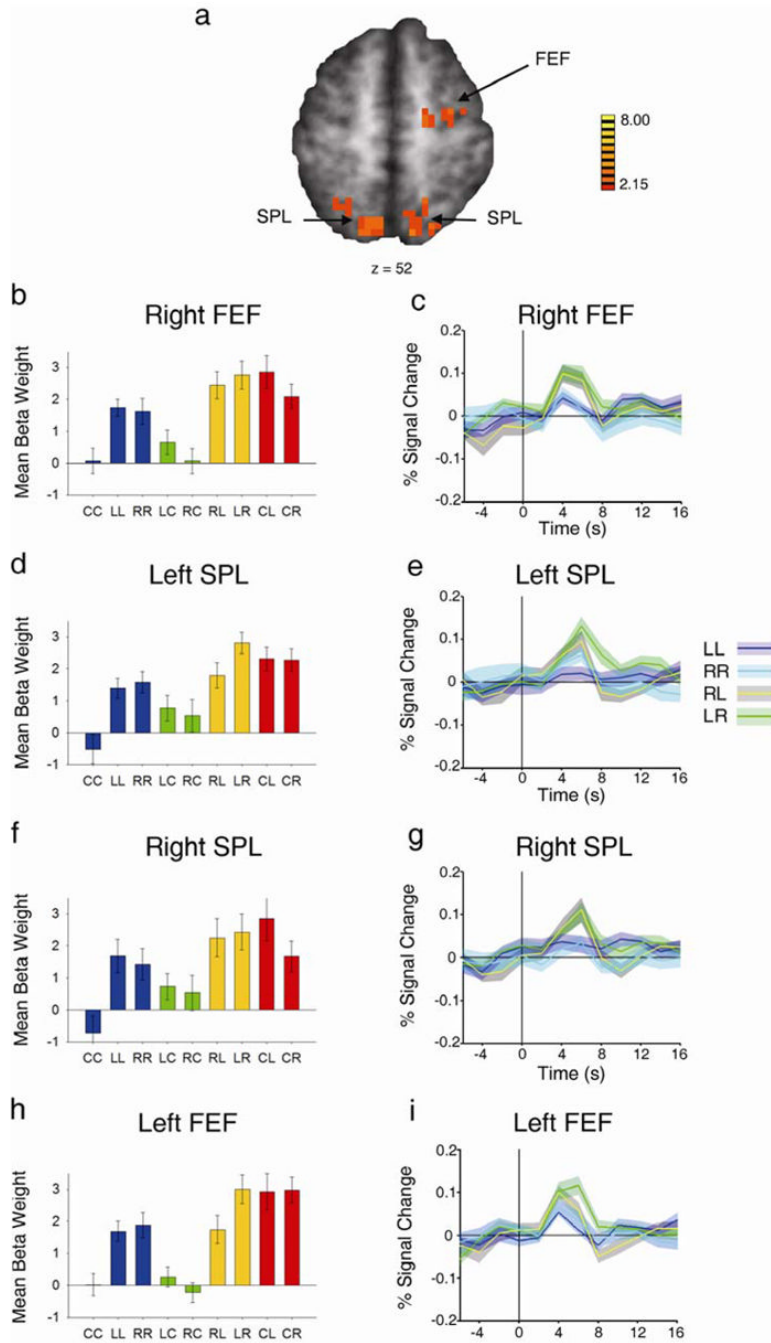 a
FEF
8.00
2.15
SPL
SPL
z = 52
b
Right FEF
Mean Beta Weight
3
2
1
0
-1
CC LL RR LC RC RL LR CL CR
c
Right FEF
% Signal Change
0.2
0.1
0
-0.1
-0.2
-4 0 4 8 12 16
Time (s)
d
Left SPL
Mean Beta Weight
3
2
1
0
-1
CC LL RR LC RC RL LR CL CR
e
Left SPL
% Signal Change
0.2
0.1
0
-0.1
-0.2
-4 0 4 8 12 16
Time (s)
LL
RR
RL
LR
f
Right SPL
Mean Beta Weight
3
2
1
0
-1
CC LL RR LC RC RL LR CL CR
g
Right SPL
% Signal Change
0.2
0.1
0
-0.1
-0.2
-4 0 4 8 12 16
Time (s)
h
Left FEF
Mean Beta Weight
3
2
1
0
-1
CC LL RR LC RC RL LR CL CR
i
Left FEF
% Signal Change
0.2
0.1
0
-0.1
-0.2
-4 0 4 8 12 16
Time (s)